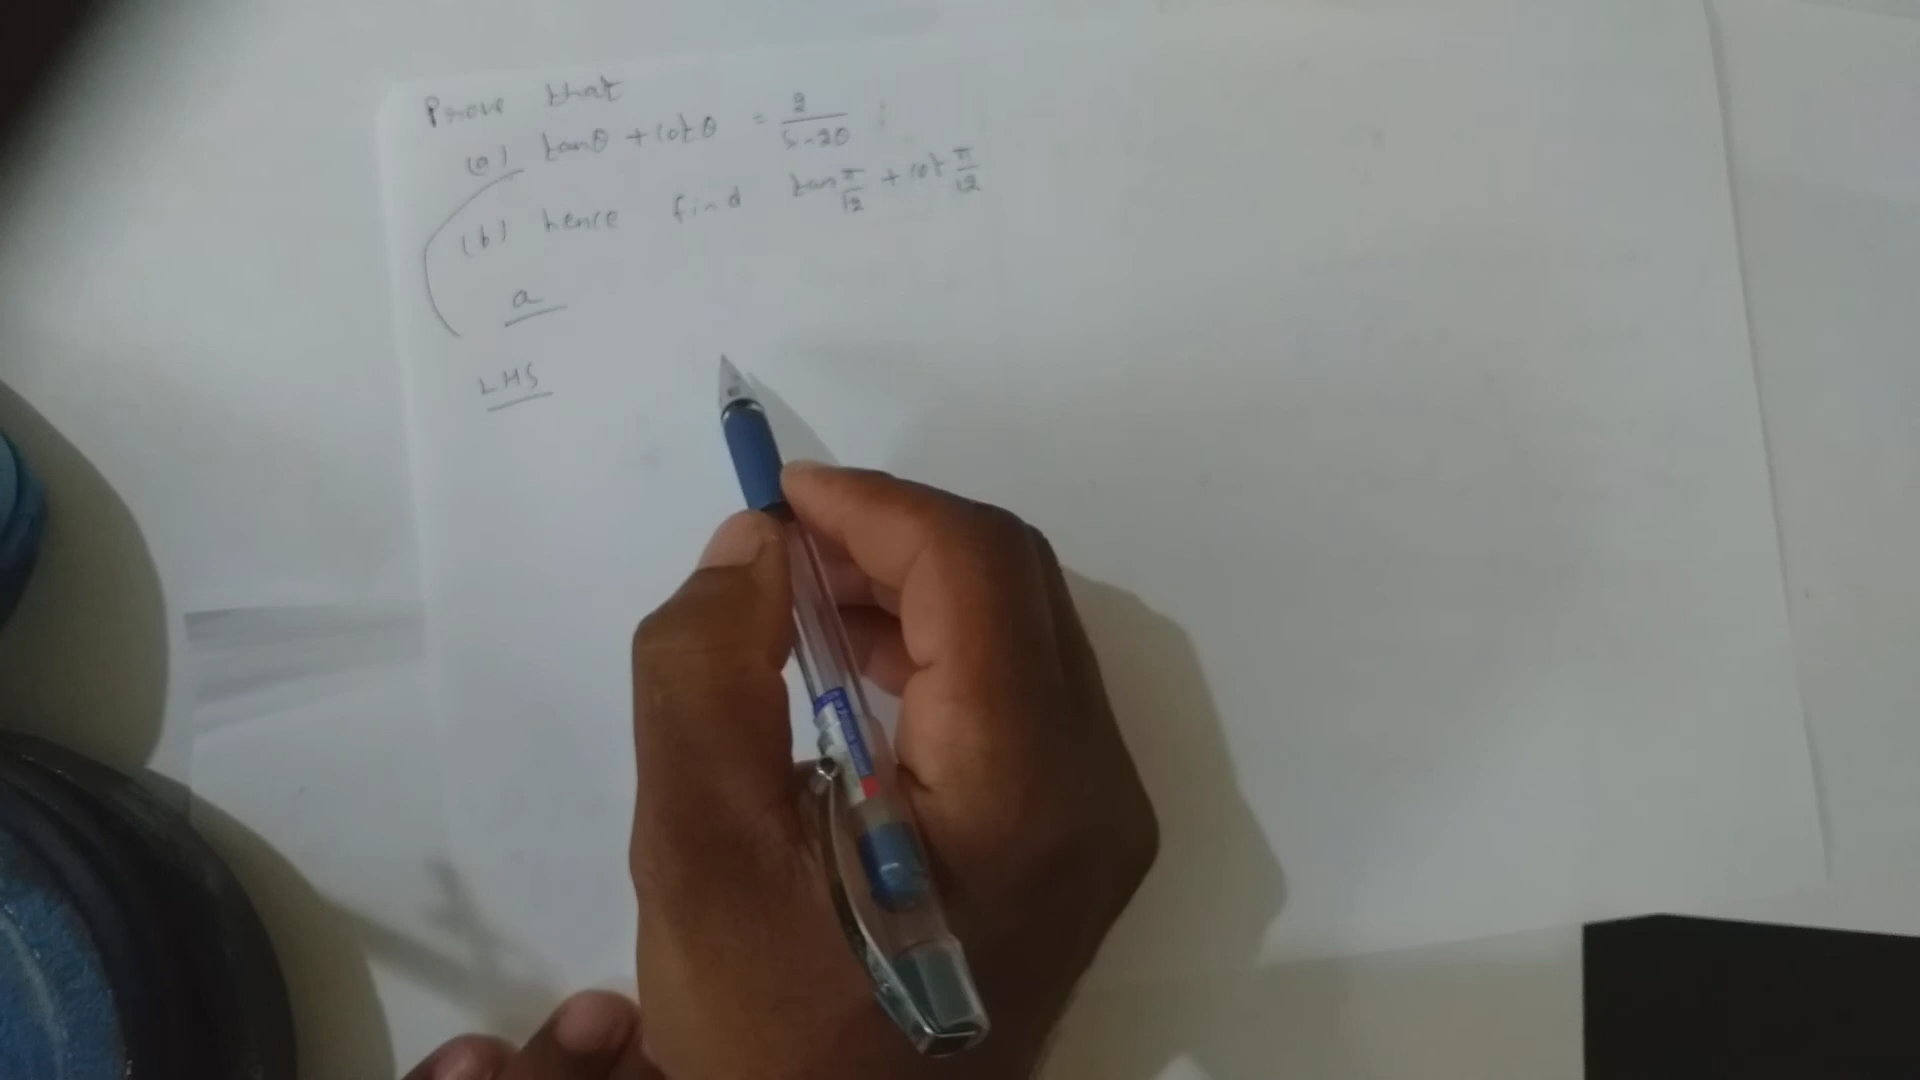 Prove that
(a) tanθ + cotθ = 2/sin2θ ;
(b) hence find tan π/12 + cot π/12
a
LHS